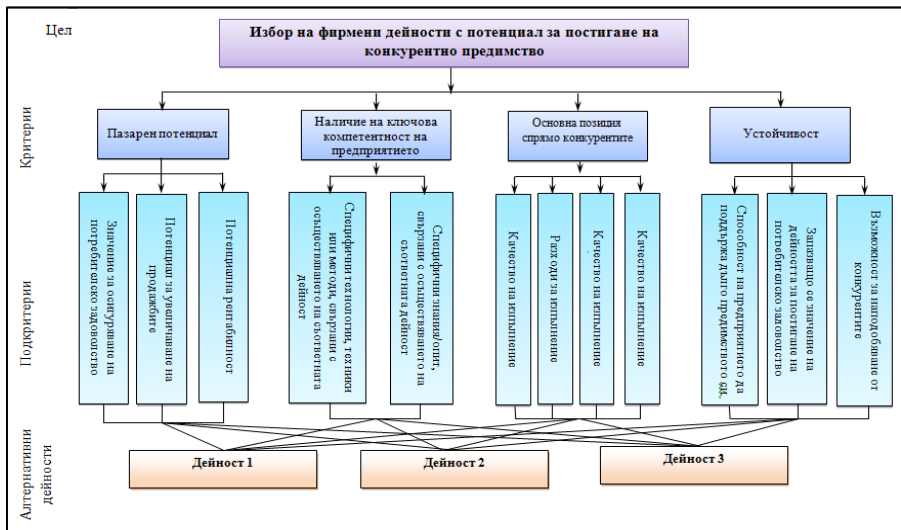 Цел
Избор на фирмени дейности с потенциал за постигане на
конкурентно предимство
Критерии
Пазарен потенциал
Наличие на ключова
компетентност на
предприятието
Основна позиция
спрямо конкурентите
Устойчивост
Подкритерии
Значение за осигуряване на
потребителско задоволство
Потенциал за увеличаване на
продажбите
Потенциална рентабилност
Специфични технологии, техники
или методи, свързани с
осъществяването на съответната
дейност
Специфични знания/опит,
свързани с осъществяването на
съответната дейност
Качество на изпълнение
Разходи за изпълнение
Качество на изпълнение
Качество на изпълнение
Способност на предприятието да
поддържа дълго предимството си.
Запазващо се значение на
дейността за постигане на
потребителско задоволство
Възможност за наподобяване от
конкурентите
Алтернативни
дейности
Дейност 1
Дейност 2
Дейност 3